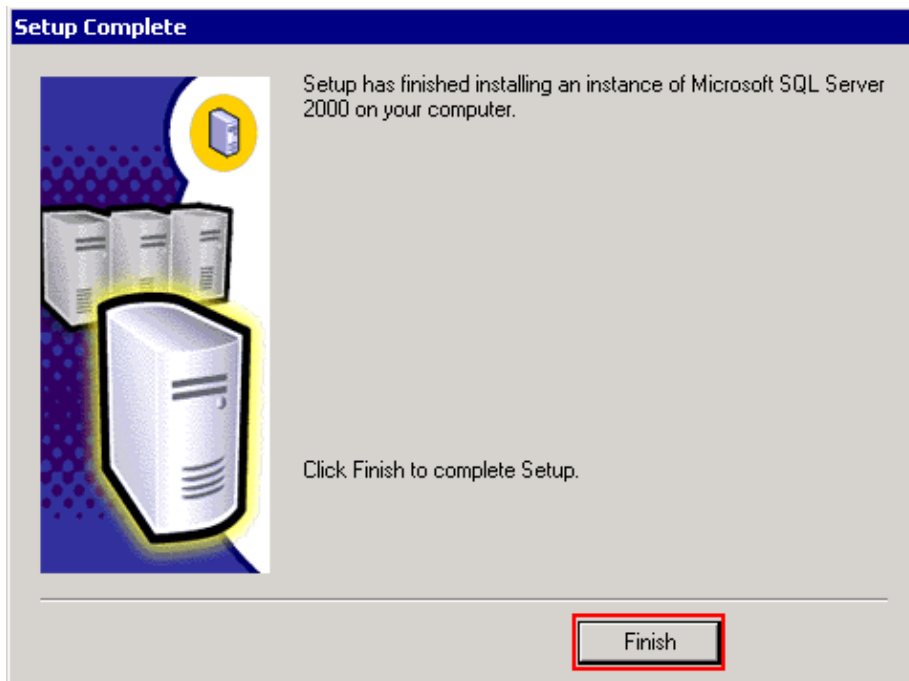 Setup Complete
Setup has finished installing an instance of Microsoft SQL Server
2000 on your computer.
Click Finish to complete Setup.
Finish